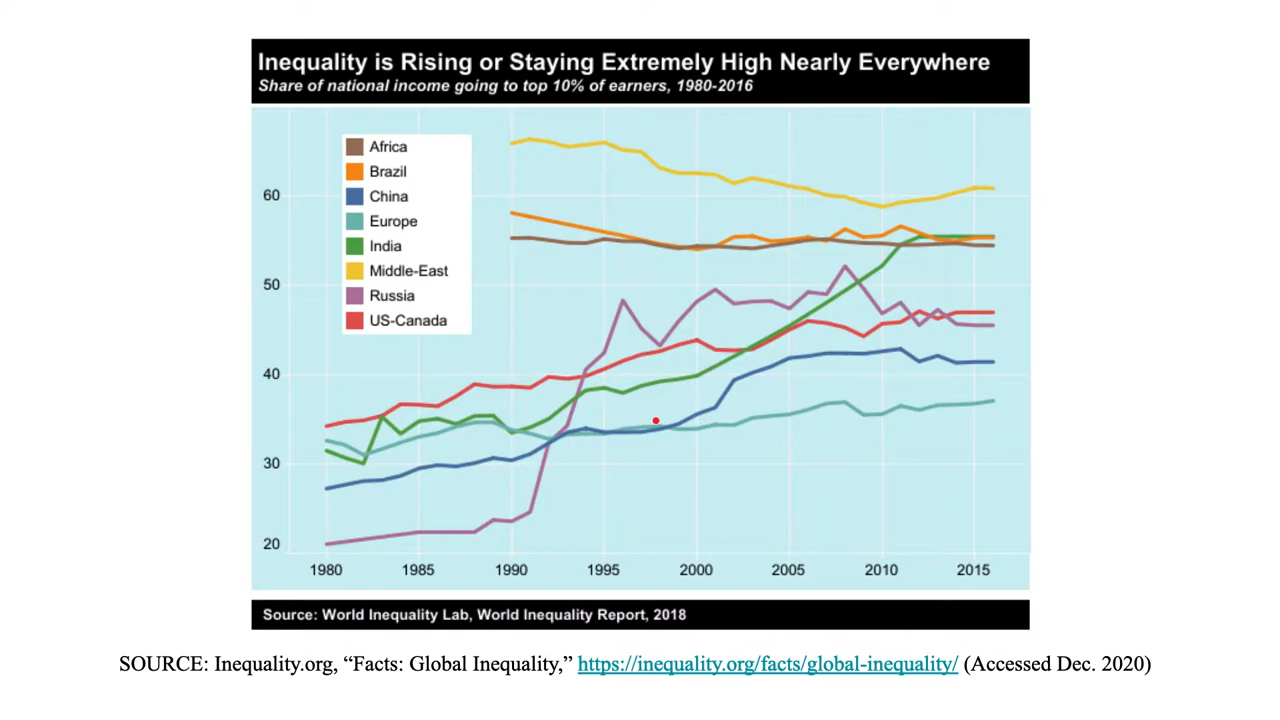 Inequality is Rising or Staying Extremely High Nearly Everywhere
Share of national income going to top 10% of earners, 1980-2016
Africa
Brazil
China
Europe
India
Middle-East
Russia
US-Canada
60
50
40
30
20
1980 1985 1990 1995 2000 2005 2010 2015
Source: World Inequality Lab, World Inequality Report, 2018
SOURCE: Inequality.org, “Facts: Global Inequality,” https://inequality.org/facts/global-inequality/ (Accessed Dec. 2020)